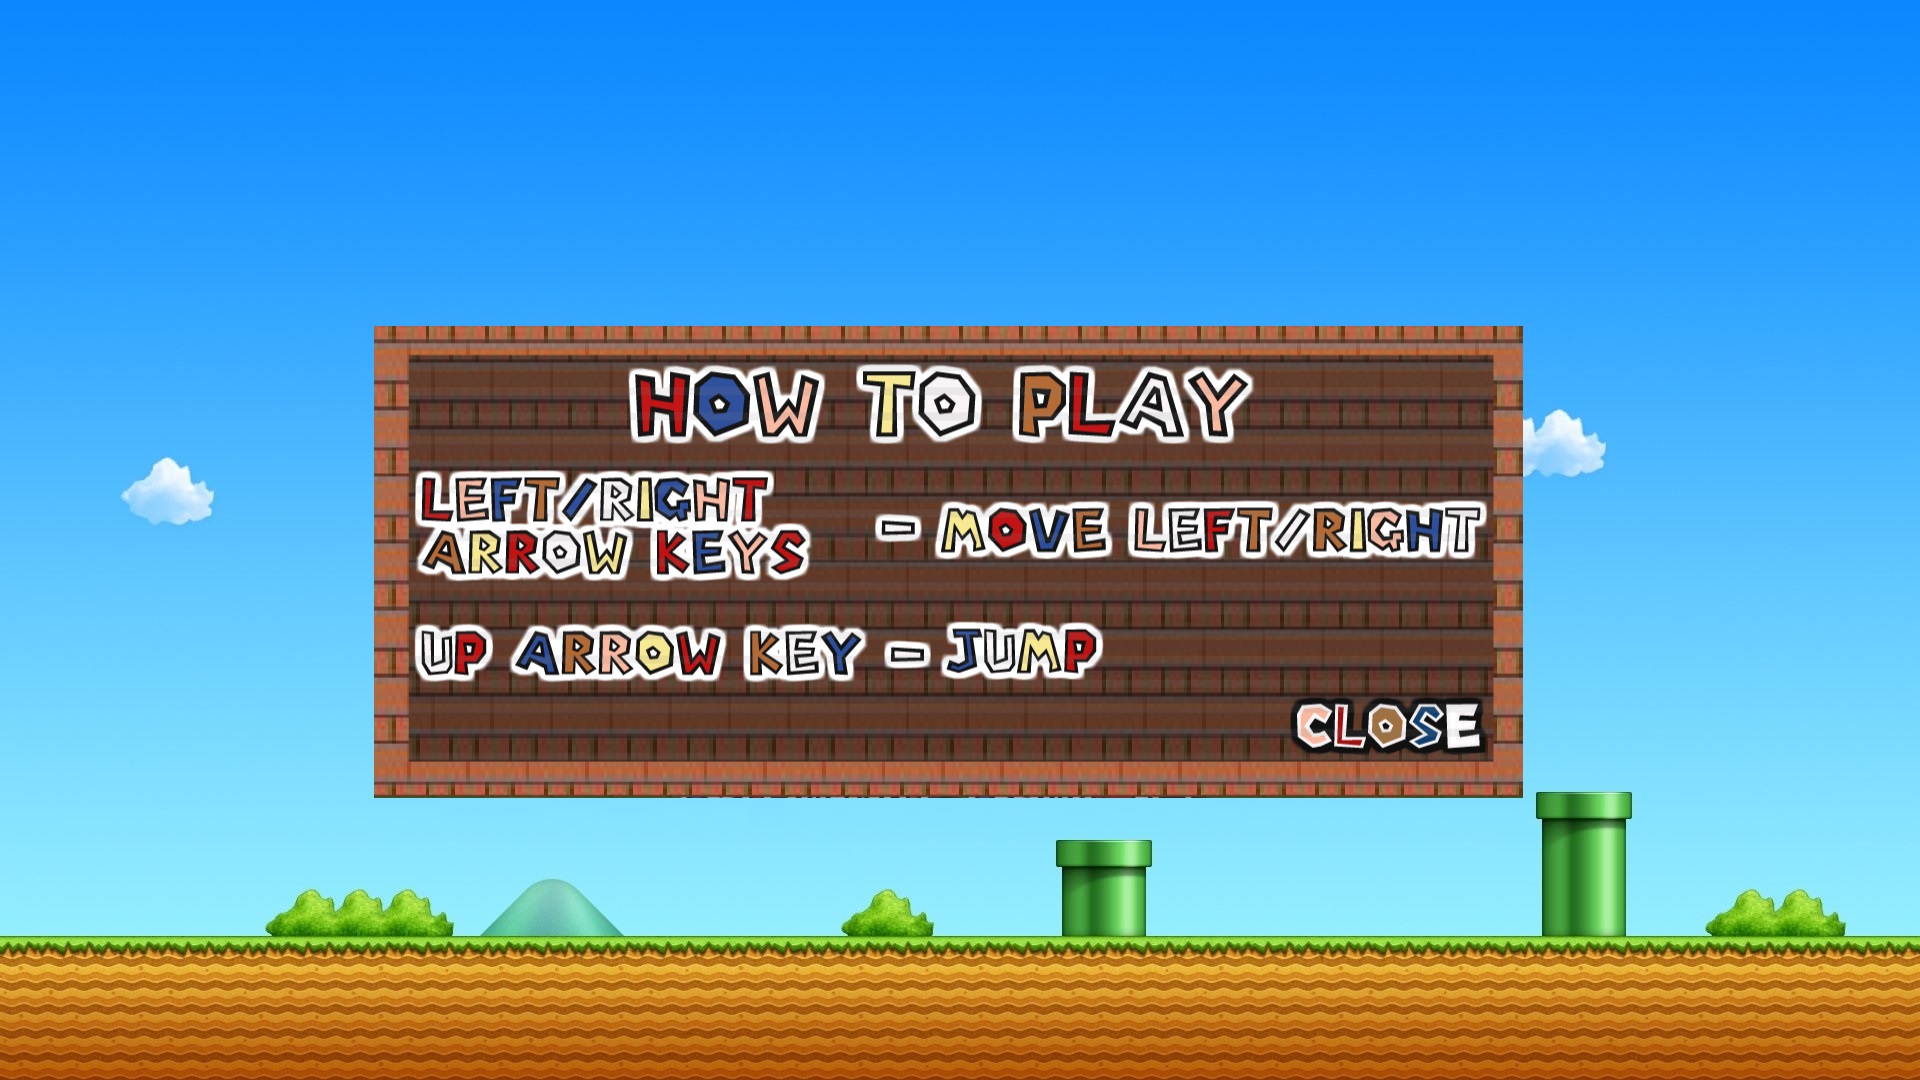 HOW TO PLAY
LEFT/RIGHT
ARROW KEYS
- MOVE LEFT/RIGHT
UP ARROW KEY - JUMP
CLOSE